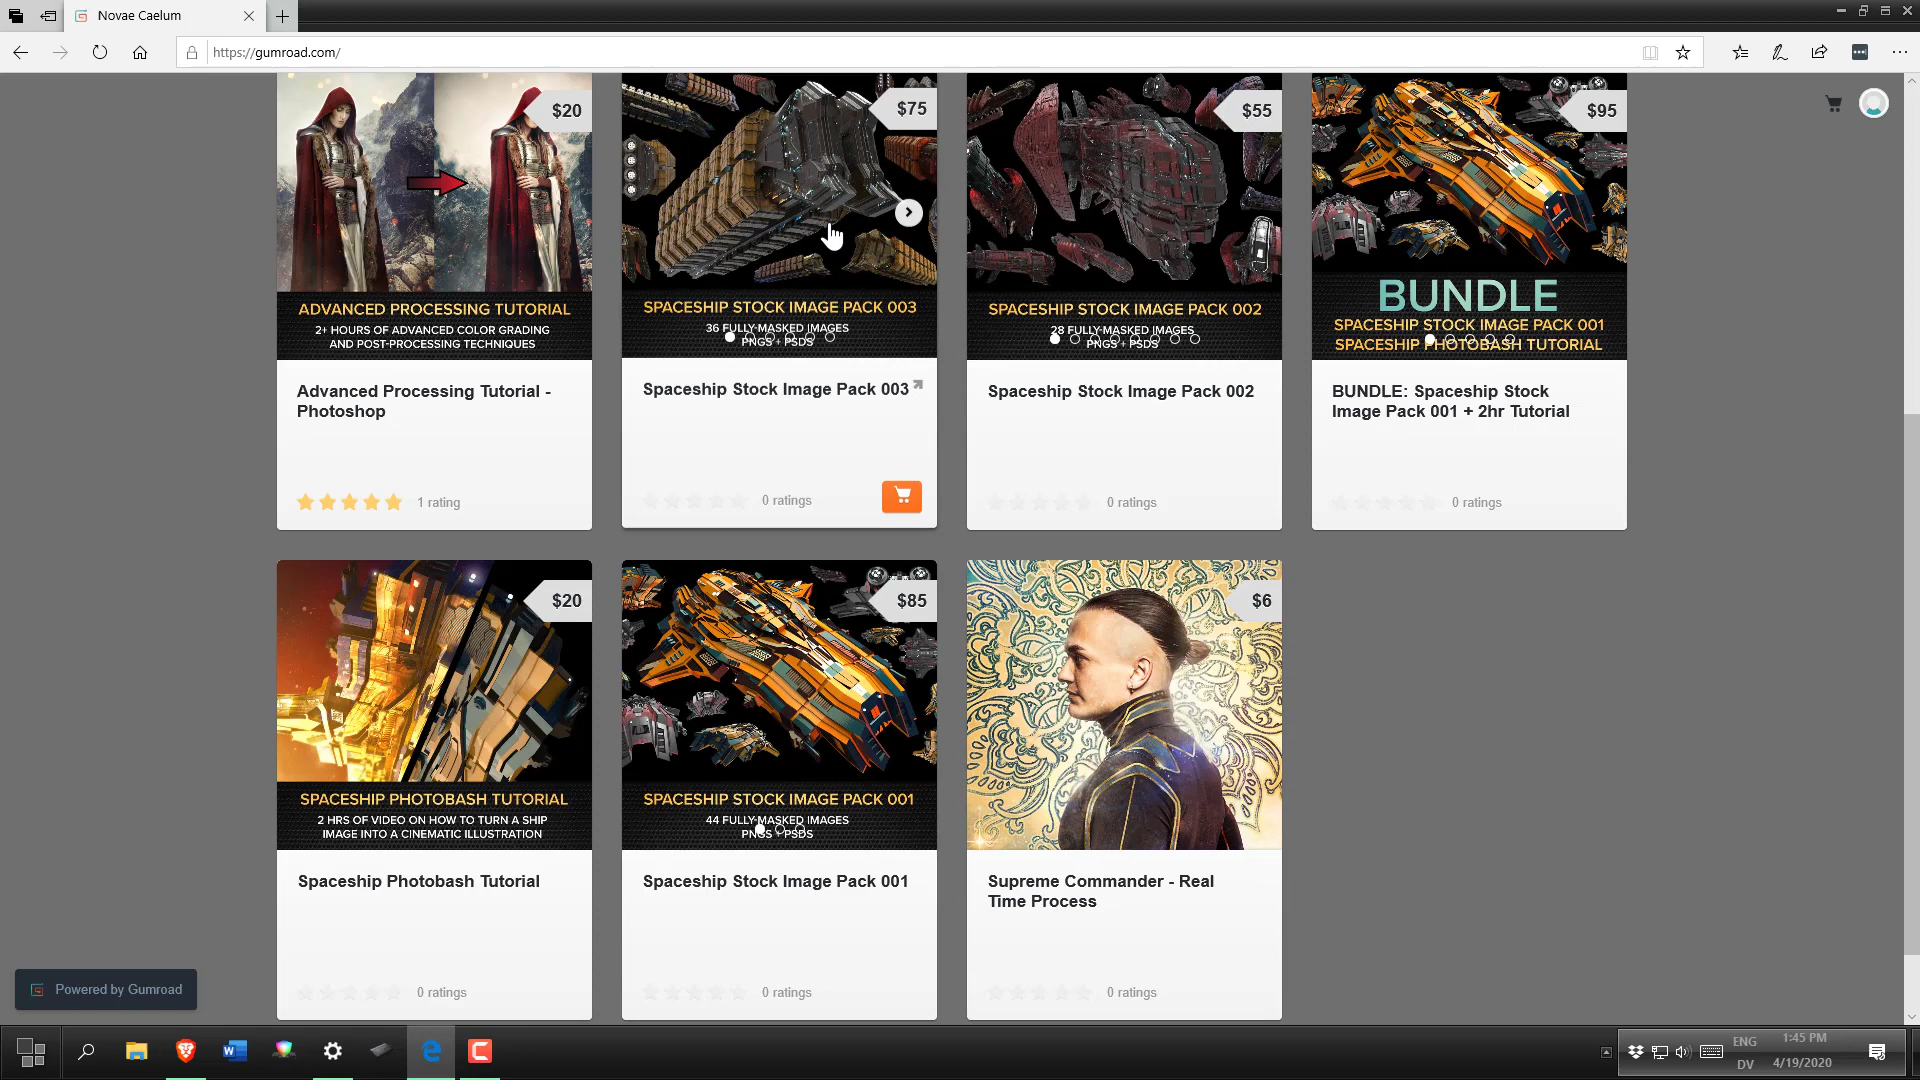 Novae Caelum
https://gumroad.com/
$20
$75
$55
$95
ADVANCED PROCESSING TUTORIAL
2+ HOURS OF ADVANCED COLOR GRADING
AND POST-PROCESSING TECHNIQUES
SPACESHIP STOCK IMAGE PACK 003
36 FULLY-MASKED IMAGES
PNGS + PSDS
SPACESHIP STOCK IMAGE PACK 002
28 FULLY-MASKED IMAGES
PNGS + PSDS
BUNDLE
SPACESHIP STOCK IMAGE PACK 001
SPACESHIP PHOTOBASH TUTORIAL
Advanced Processing Tutorial -
Photoshop
Spaceship Stock Image Pack 003
Spaceship Stock Image Pack 002
BUNDLE: Spaceship Stock
Image Pack 001 + 2hr Tutorial
1 rating
0 ratings
0 ratings
0 ratings
$20
$85
$6
SPACESHIP PHOTOBASH TUTORIAL
2 HRS OF VIDEO ON HOW TO TURN A SHIP
IMAGE INTO A CINEMATIC ILLUSTRATION
SPACESHIP STOCK IMAGE PACK 001
44 FULLY-MASKED IMAGES
PNGS + PSDS
Spaceship Photobash Tutorial
Spaceship Stock Image Pack 001
Supreme Commander - Real
Time Process
0 ratings
0 ratings
0 ratings
Powered by Gumroad
ENG
DV
1:45 PM
4/19/2020